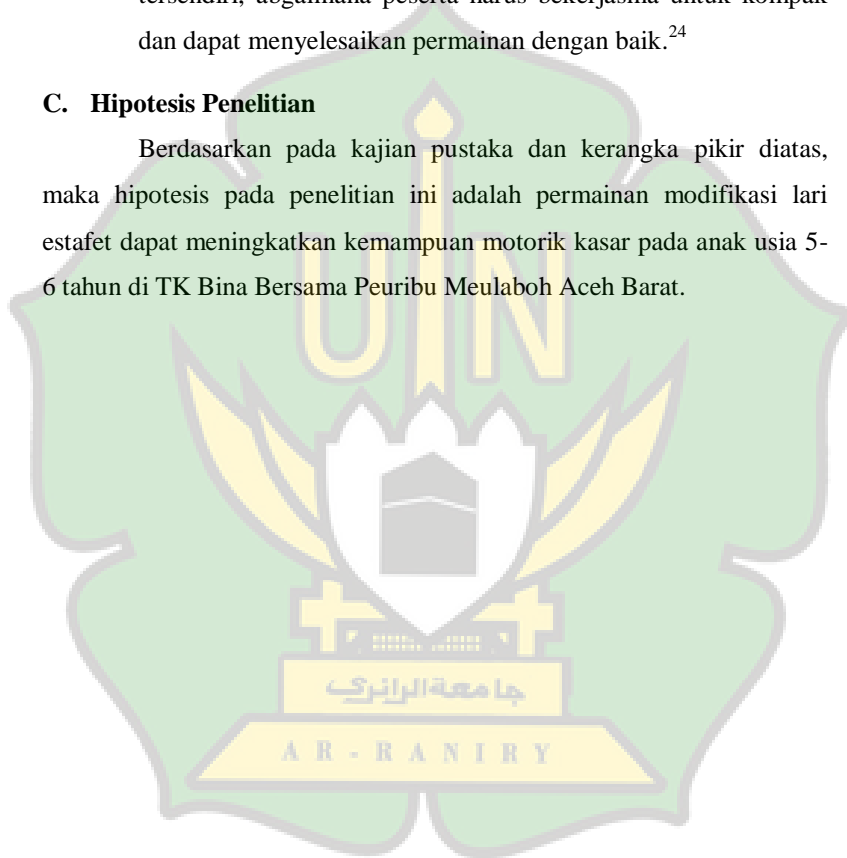 tersendiri, ubgaimana peserta harus bekerjasma untuk kompak
dan dapat menyelesaikan permainan dengan baik.24
C. Hipotesis Penelitian
Berdasarkan pada kajian pustaka dan kerangka pikir diatas,
maka hipotesis pada penelitian ini adalah permainan modifikasi lari
estafet dapat meningkatkan kemampuan motorik kasar pada anak usia 5-
6 tahun di TK Bina Bersama Peuribu Meulaboh Aceh Barat.
UIN
جامعة الرانري
AR-RANIRY